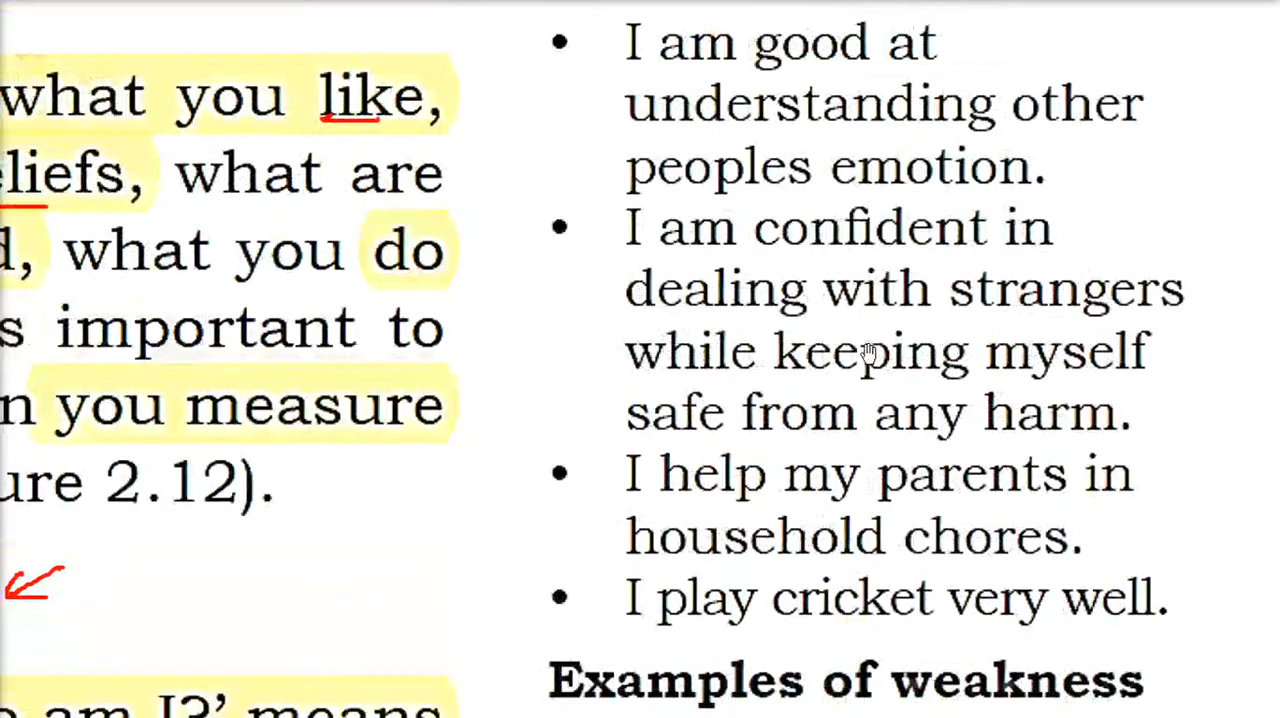 what you like,
eliefs, what are
d, what you do
s important to
n you measure
ure 2.12).
am I?' means
• I am good at
understanding other
peoples emotion.
• I am confident in
dealing with strangers
while keeping myself
safe from any harm.
• I help my parents in
household chores.
• I play cricket very well.
Examples of weakness